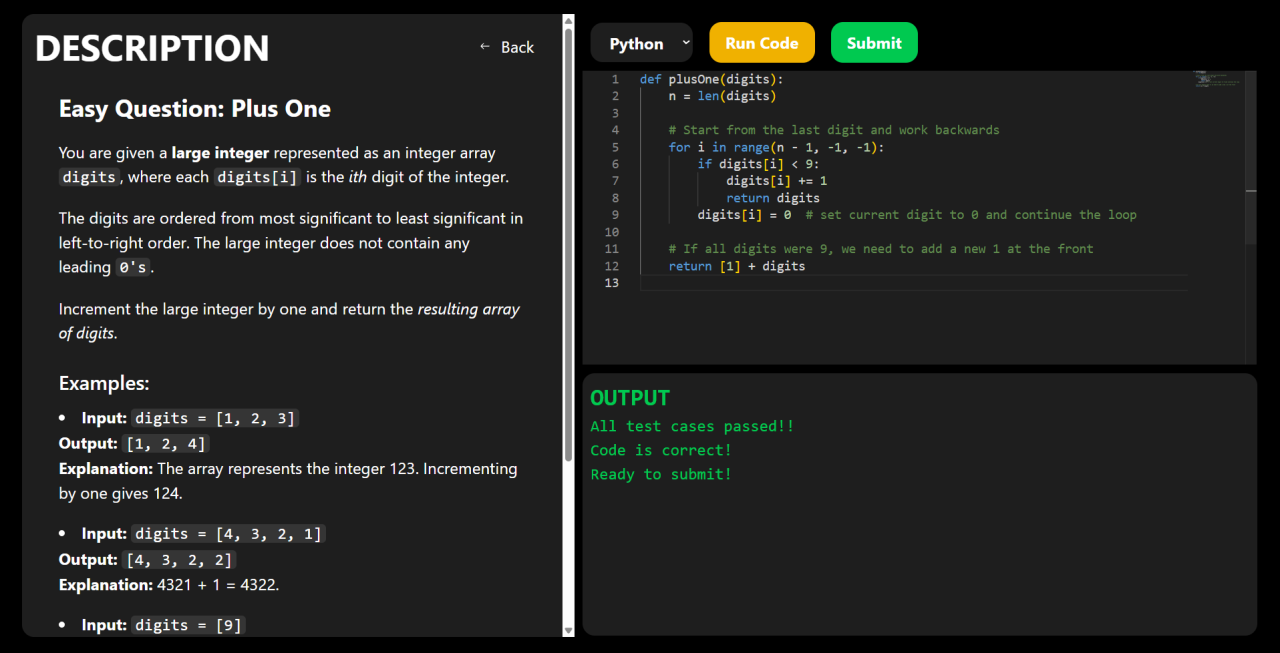 DESCRIPTION
← Back
Easy Question: Plus One
You are given a large integer represented as an integer array
digits, where each digits[i] is the ith digit of the integer.
The digits are ordered from most significant to least significant in
left-to-right order. The large integer does not contain any
leading 0's.
Increment the large integer by one and return the resulting array
of digits.
Examples:
• Input: digits = [1, 2, 3]
Output: [1, 2, 4]
Explanation: The array represents the integer 123. Incrementing
by one gives 124.
• Input: digits = [4, 3, 2, 1]
Output: [4, 3, 2, 2]
Explanation: 4321 + 1 = 4322.
• Input: digits = [9]
Python
Run Code
Submit
1 def plusOne(digits):
2     n = len(digits)
3
4     # Start from the last digit and work backwards
5     for i in range(n - 1, -1, -1):
6         if digits[i] < 9:
7             digits[i] += 1
8             return digits
9         digits[i] = 0  # set current digit to 0 and continue the loop
10
11     # If all digits were 9, we need to add a new 1 at the front
12     return [1] + digits
13
OUTPUT
All test cases passed!!
Code is correct!
Ready to submit!